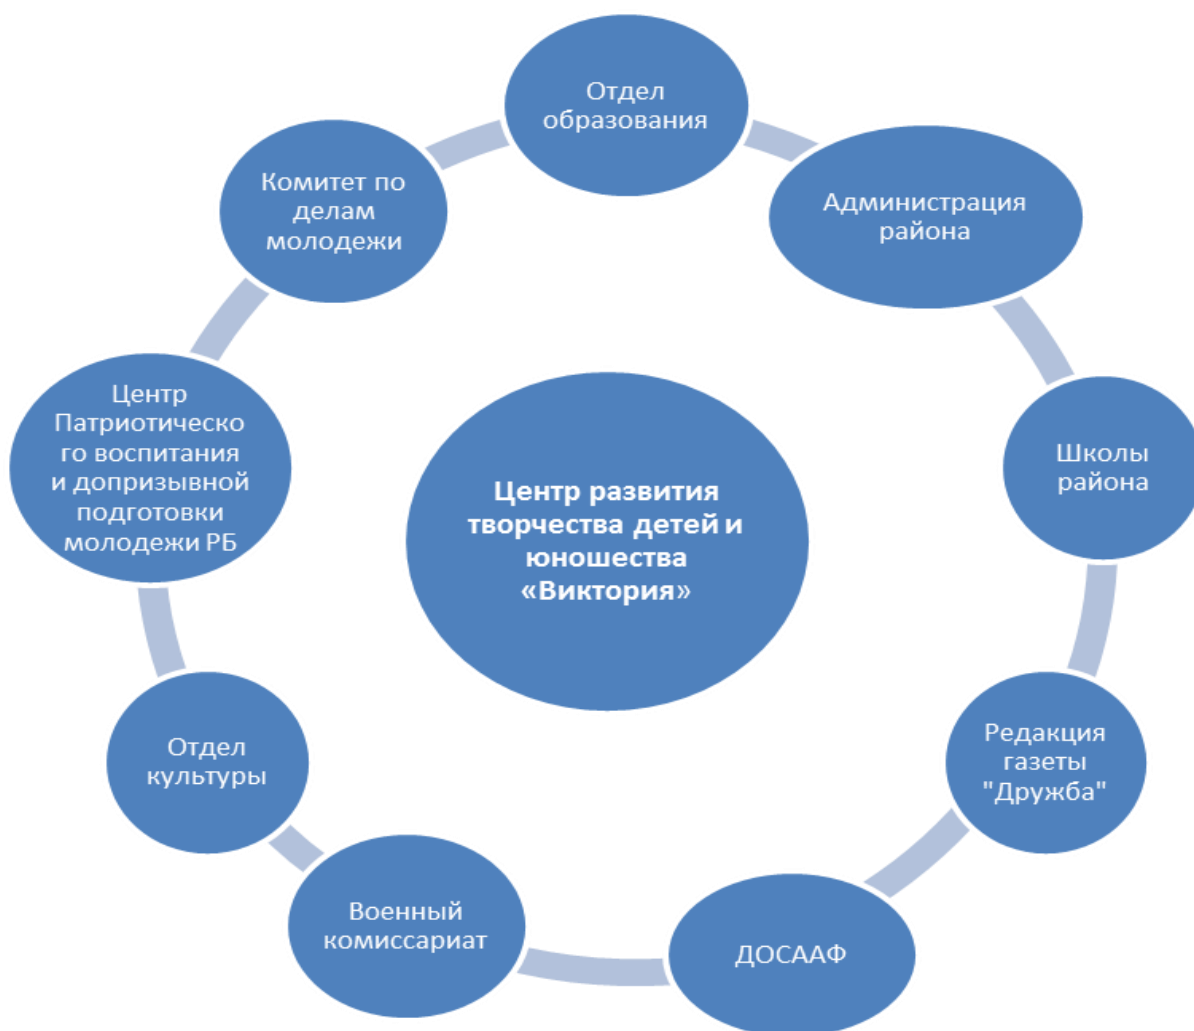 Отдел
образования
Администрация
района
Школы
района
Редакция
газеты
"Дружба"
ДОСААФ
Военный
комиссариат
Отдел
культуры
Центр
Патриотическо
го воспитания
и допризывной
подготовки
молодежи РБ
Комитет по
делам
молодежи
Центр развития
творчества детей и
юношества
«Виктория»